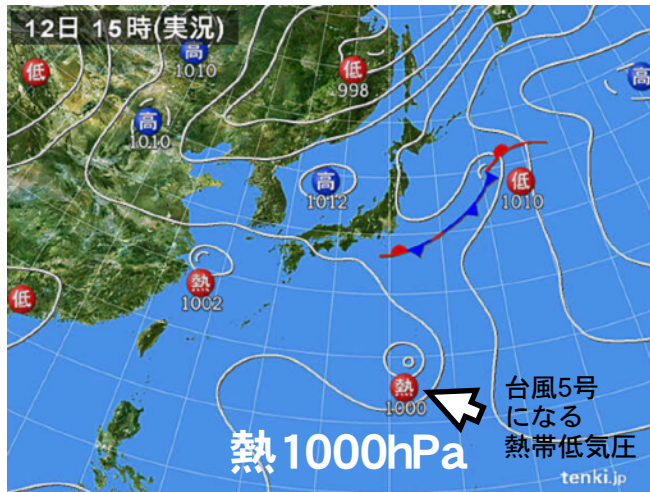 12日 15時(実況)
低
高
1010
低
998
高
高
1010
高
1012
低
1010
熱
1002
低
熱
1000
台風5号
になる
熱帯低気圧
熱1000hPa
tenki.jp